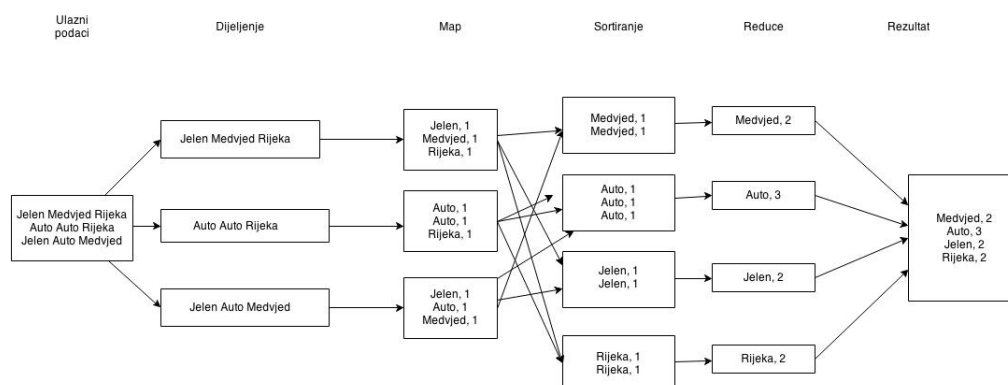 Ulazni
podaci
Dijeljenje
Map
Sortiranje
Reduce
Rezultat
Jelen Medvjed Rijeka
Auto Auto Rijeka
Jelen Auto Medvjed
Jelen Medvjed Rijeka
Auto Auto Rijeka
Jelen Auto Medvjed
Jelen, 1
Medvjed, 1
Rijeka, 1
Auto, 1
Auto, 1
Rijeka, 1
Jelen, 1
Auto, 1
Medvjed, 1
Medvjed, 1
Medvjed, 1
Auto, 1
Auto, 1
Auto, 1
Jelen, 1
Jelen, 1
Rijeka, 1
Rijeka, 1
Medvjed, 2
Auto, 3
Jelen, 2
Rijeka, 2
Medvjed, 2
Auto, 3
Jelen, 2
Rijeka, 2